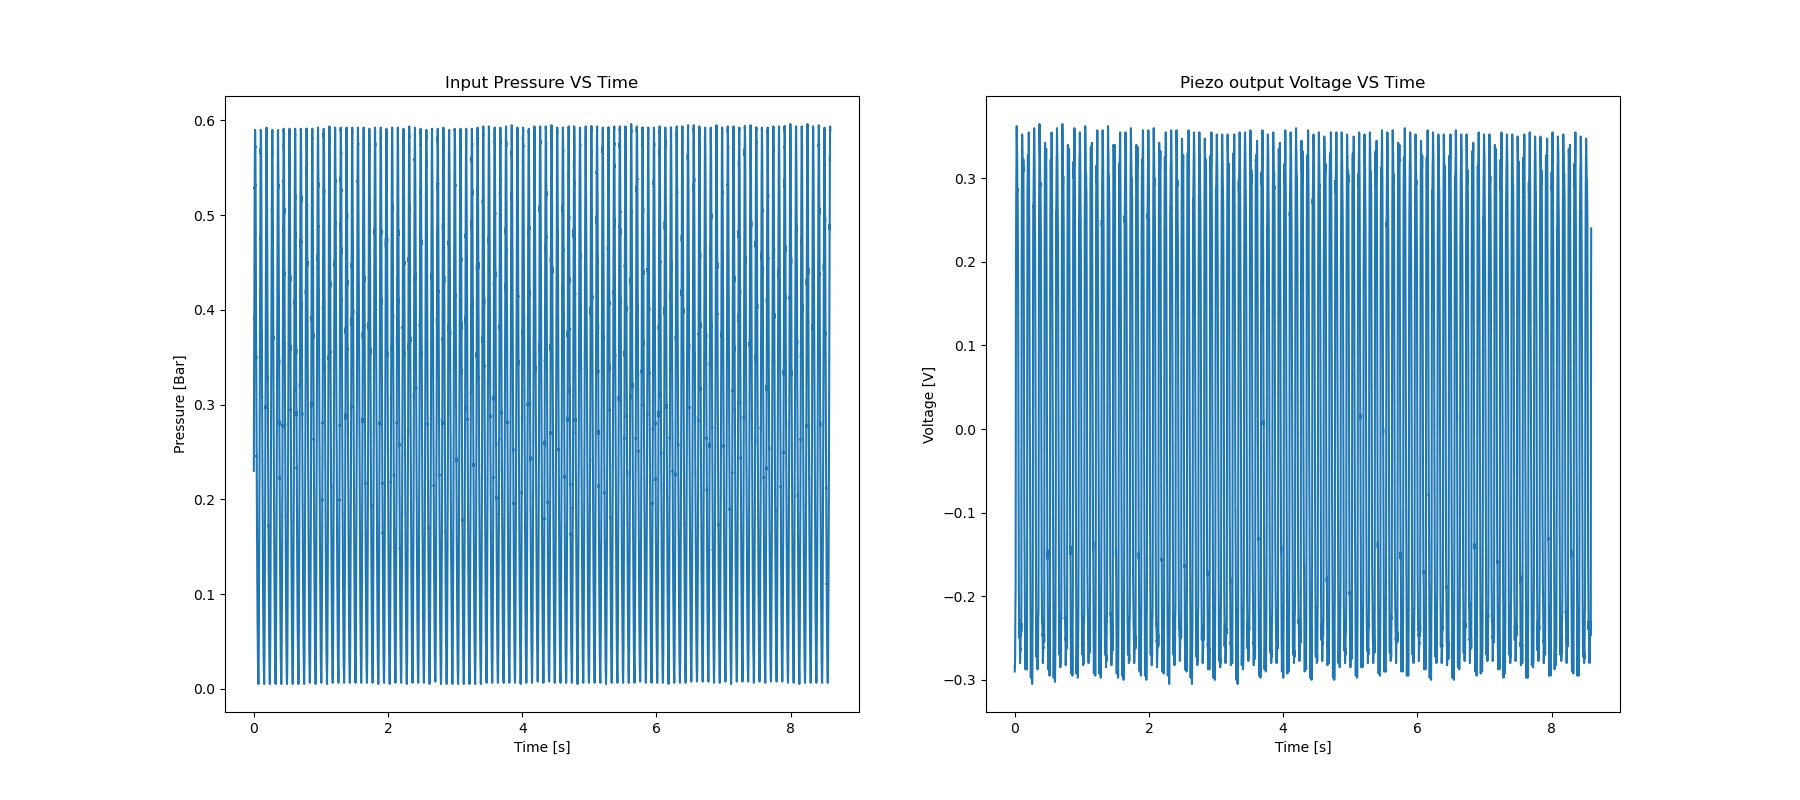 Input Pressure VS Time
Pressure [Bar]
0.6
0.5
0.4
0.3
0.2
0.1
0.0
0 2 4 6 8
Time [s]
Piezo output Voltage VS Time
Voltage [V]
0.3
0.2
0.1
0.0
−0.1
−0.2
−0.3
0 2 4 6 8
Time [s]